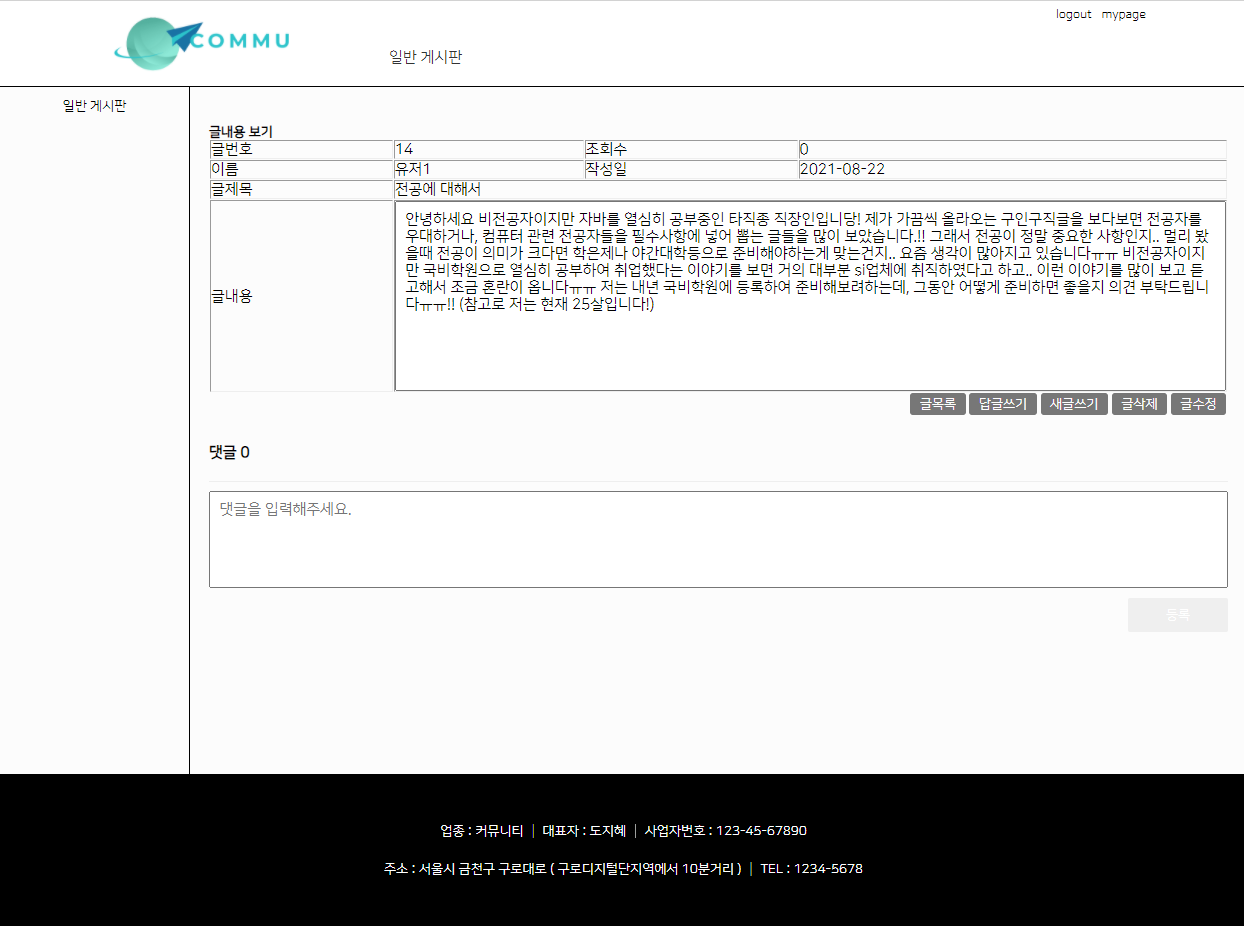 logout mypage
COMMU
일반 게시판
일반 게시판
글내용 보기
글번호 14 조회수 0
이름 유저1 작성일 2021-08-22
글제목 전공에 대해서
안녕하세요 비전공자이지만 자바를 열심히 공부중인 타직종 직장인입니당! 제가 가끔씩 올라오는 구인구직글을 보다보면 전공자를
우대하거나, 컴퓨터 관련 전공자들을 필수사항에 넣어 뽑는 글들을 많이 보았습니다.!! 그래서 전공이 정말 중요한 사항인지.. 멀리 봤
을때 전공이 의미가 크다면 학은제나 야간대학등으로 준비해야하는게 맞는건지.. 요즘 생각이 많아지고 있습니다ㅠㅠ 비전공자이지
만 국비학원으로 열심히 공부하여 취업했다는 이야기를 보면 거의 대부분 si업체에 취직하였다고 하고.. 이런 이야기를 많이 보고 듣
고해서 조금 혼란이 옵니다ㅠㅠ 저는 내년 국비학원에 등록하여 준비해보려하는데, 그동안 어떻게 준비하면 좋을지 의견 부탁드립니
글내용
다ㅠㅠ!! (참고로 저는 현재 25살입니다!)
글목록 답글쓰기 새글쓰기 글삭제 글수정
댓글 0
댓글을 입력해주세요.
등록
업종 : 커뮤니티 | 대표자 : 도지혜 | 사업자번호 : 123-45-67890
주소 : 서울시 금천구 구로대로 ( 구로디지털단지역에서 10분거리 ) | TEL : 1234-5678